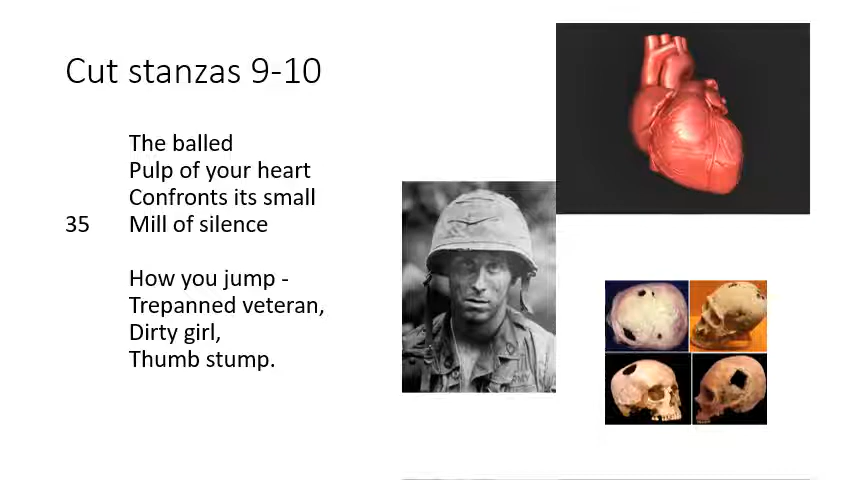 Cut stanzas 9-10
The balled
Pulp of your heart
Confronts its small
35 Mill of silence
How you jump -
Trepanned veteran,
Dirty girl,
Thumb stump.